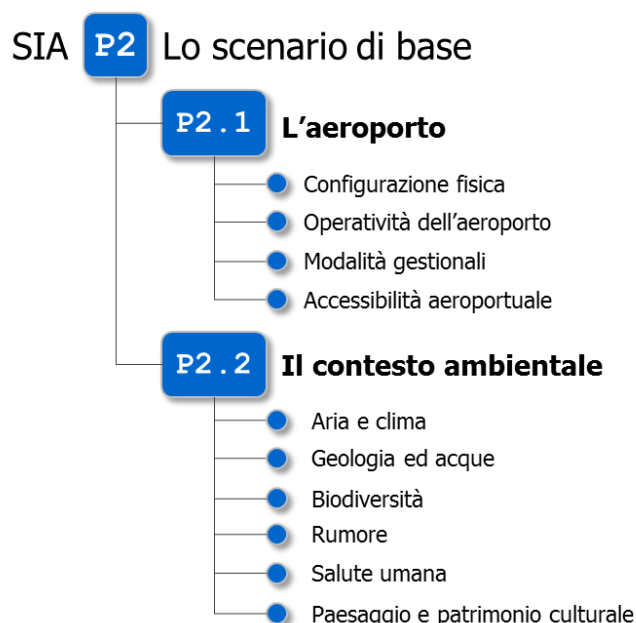 SIA P2 Lo scenario di base
P2.1 L’aeroporto
Configurazione fisica
Operatività dell’aeroporto
Modalità gestionali
Accessibilità aeroportuale
P2.2 Il contesto ambientale
Aria e clima
Geologia ed acque
Biodiversità
Rumore
Salute umana
Paesaggio e patrimonio culturale